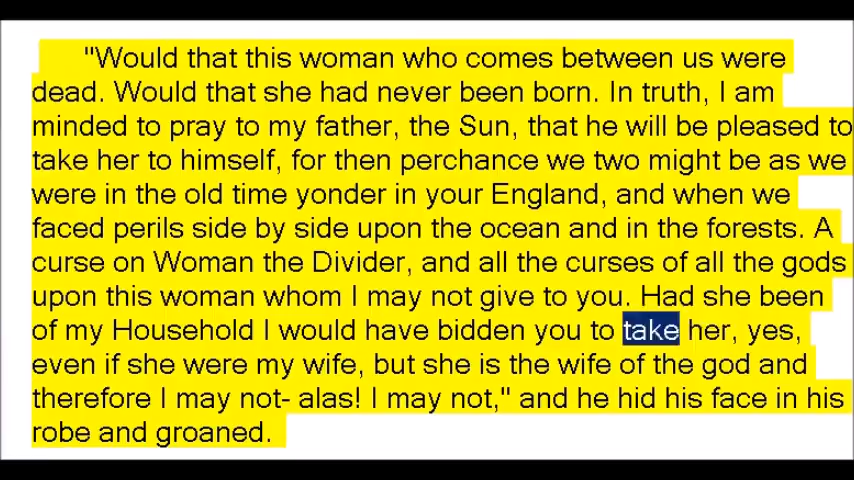 "Would that this woman who comes between us were
dead. Would that she had never been born. In truth, I am
minded to pray to my father, the Sun, that he will be pleased to
take her to himself, for then perchance we two might be as we
were in the old time yonder in your England, and when we
faced perils side by side upon the ocean and in the forests. A
curse on Woman the Divider, and all the curses of all the gods
upon this woman whom I may not give to you. Had she been
of my Household I would have bidden you to take her, yes,
even if she were my wife, but she is the wife of the god and
therefore I may not- alas! I may not," and he hid his face in his
robe and groaned.